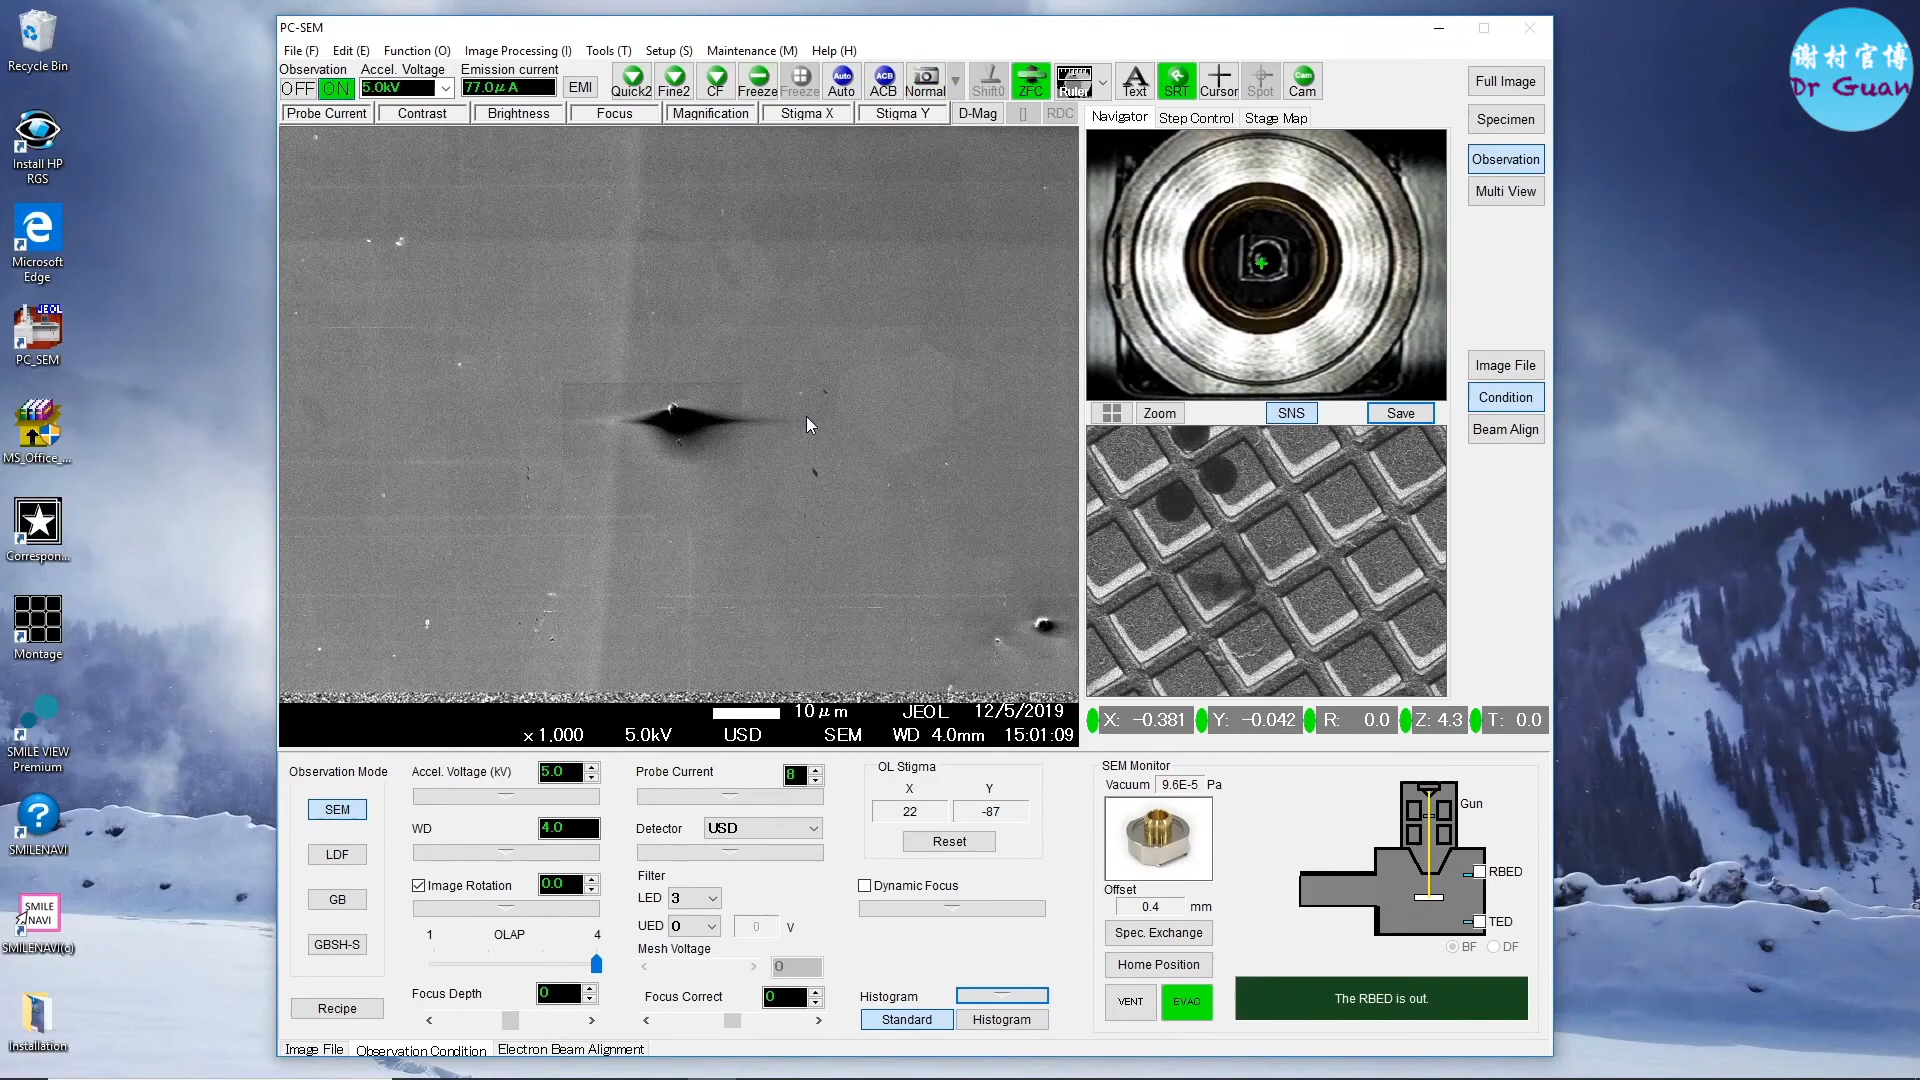 Recycle Bin
Install HP
RGS
Microsoft
Edge
JEOL
PC_SEM
MS_Office_...
Correspon...
Montage
SMILE VIEW
Premium
SMILENAVI
SMILE
NAVI
SMILENAVI(c)
Installation
PC-SEM
File (F) Edit (E) Function (O) Image Processing (I) Tools (T) Setup (S) Maintenance (M) Help (H)
Observation Accel. Voltage Emission current
OFF ON 5.0kV 77.0μA EMI Quick2 Fine2 CF Freeze Freeze Auto Auto ACB ACB Normal Shift0 ZFC Ruler Text SRT Cursor Spot Cam Cam
Probe Current Contrast Brightness Focus Magnification Stigma X Stigma Y D-Mag [] RDC
Navigator Step Control Stage Map
Full Image
Specimen
Observation
Multi View
Image File
Condition
Beam Align
Zoom SNS Save
10μm JEOL 12/5/2019
x 1,000 5.0kV USD SEM WD 4.0mm 15:01:09
X: -0.381 Y: -0.042 R: 0.0 Z: 4.3 T: 0.0
Observation Mode
SEM
LDF
GB
GBSH-S
Recipe
Accel. Voltage (kV) 5.0
WD 4.0
Image Rotation 0.0
1 OLAP 4
Focus Depth 0
Probe Current 8
Detector USD
Filter
LED 3
UED 0 0 V
Mesh Voltage
0
Focus Correct 0
OL Stigma
X Y
22 -87
Reset
Dynamic Focus
Histogram
Standard Histogram
SEM Monitor
Vacuum 9.6E-5 Pa
Offset
0.4 mm
Spec. Exchange
Home Position
VENT EVAC
Gun
RBED
TED
BF DF
The RBED is out.
Image File Observation Condition Electron Beam Alignment
谢村官博
Dr Guan